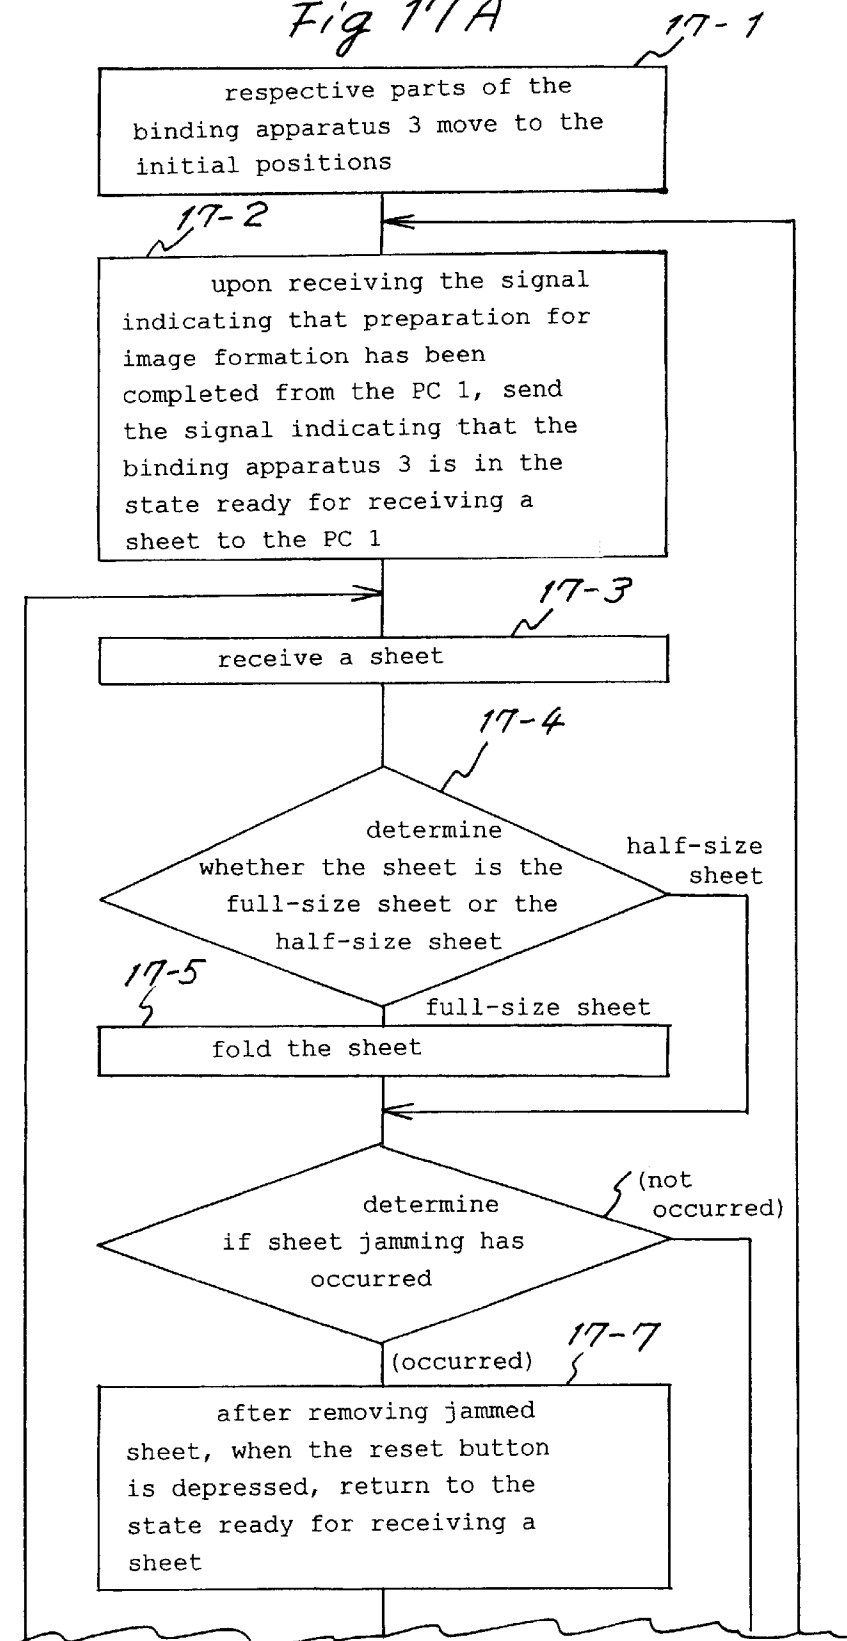 Fig 17A
17-1
respective parts of the
binding apparatus 3 move to the
initial positions
17-2
upon receiving the signal
indicating that preparation for
image formation has been
completed from the PC 1, send
the signal indicating that the
binding apparatus 3 is in the
state ready for receiving a
sheet to the PC 1
17-3
receive a sheet
17-4
determine
whether the sheet is the
full-size sheet or the
half-size sheet
half-size
sheet
17-5
full-size sheet
fold the sheet
(not
occurred)
determine
if sheet jamming has
occurred
17-7
(occurred)
after removing jammed
sheet, when the reset button
is depressed, return to the
state ready for receiving a
sheet